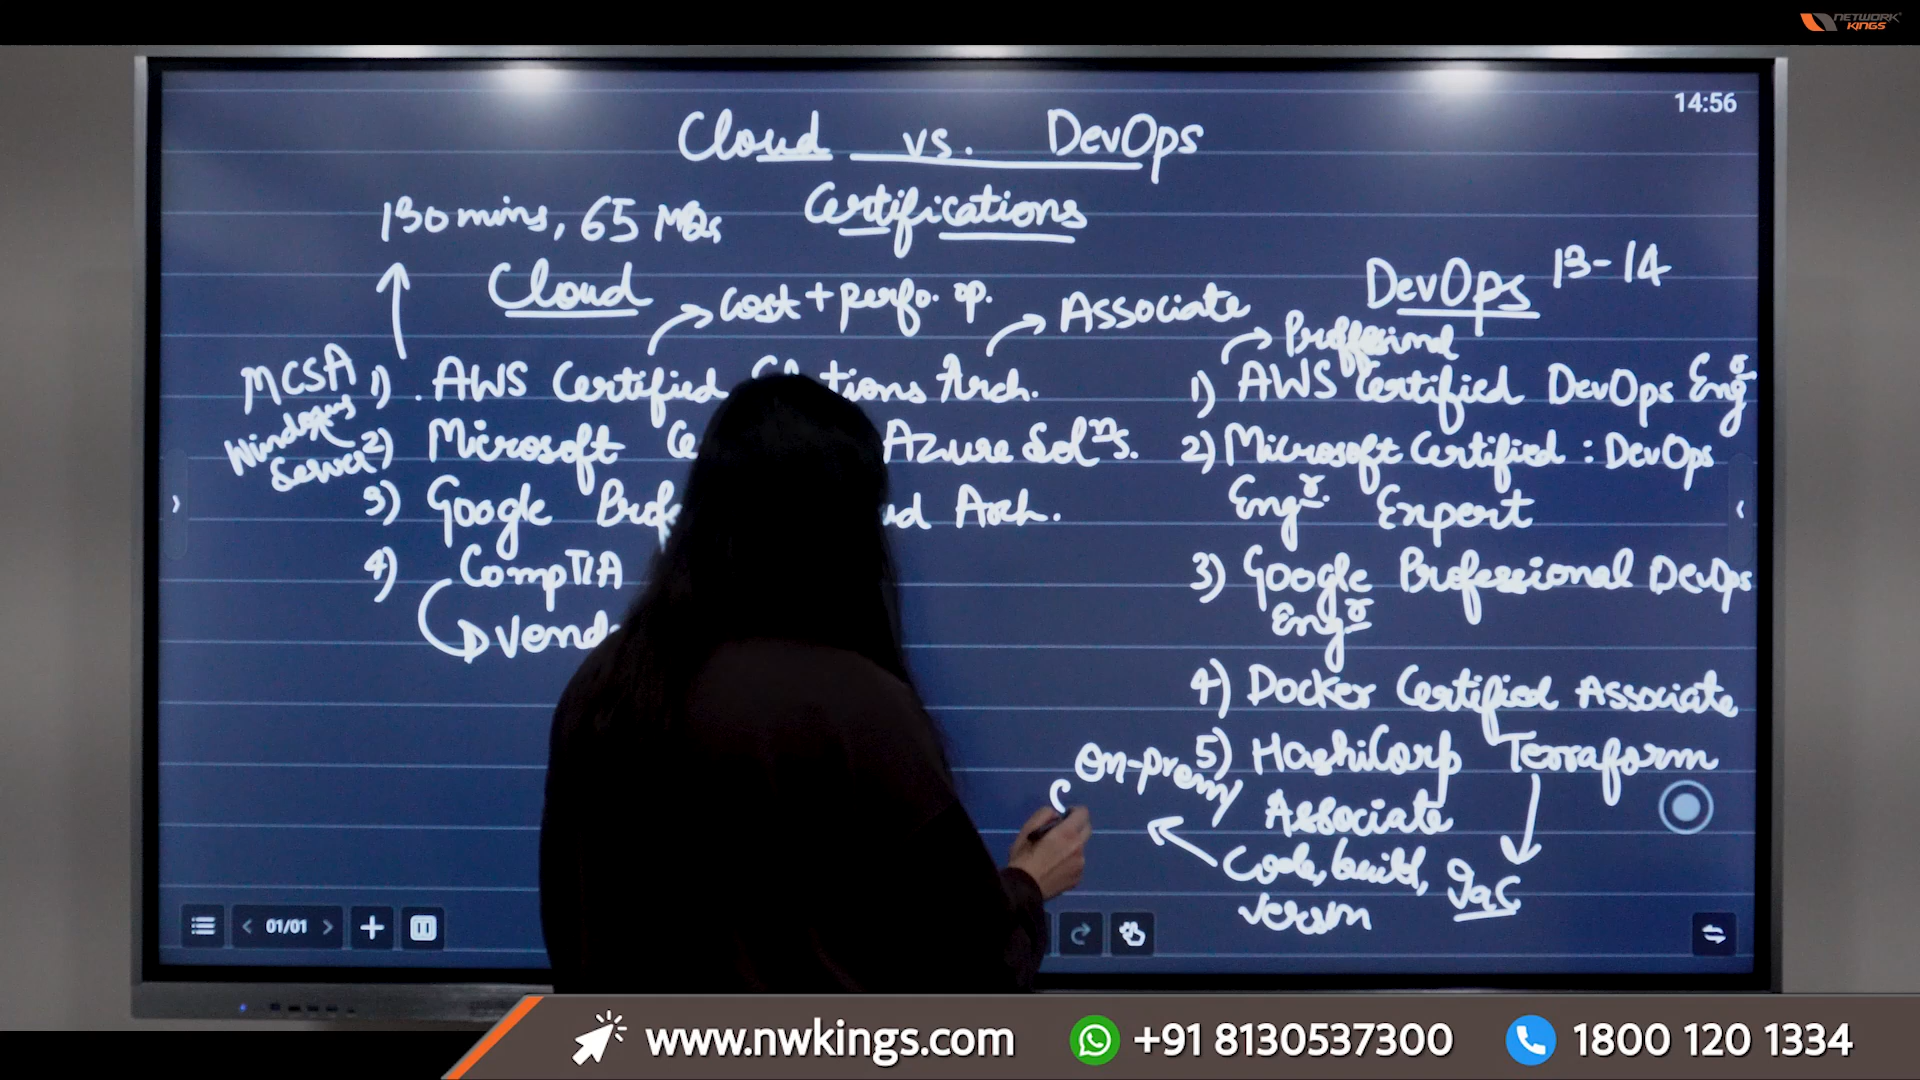 NETWORK KINGS
14:56
Cloud vs. DevOps
Certifications
130 mins, 65 MQs
Cloud
Cost + perfo. op.
Associate
MCSA
Windows
Server
1) . AWS Certified Arch.
2) Microsoft Azure Solns.
3) Google Arch.
4) CompTIA
DevOps 13-14
Professional
1) AWS Certified DevOps Engr
2) Microsoft Certified : DevOps
Engr. Expert
3) Google Professional DevOps
Engr
4) Docker Certified Associate
5) HashiCorp Terraform
Associate
On-prem/
Code, build,
version
IaC
01/01
www.nwkings.com
+91 8130537300
1800 120 1334